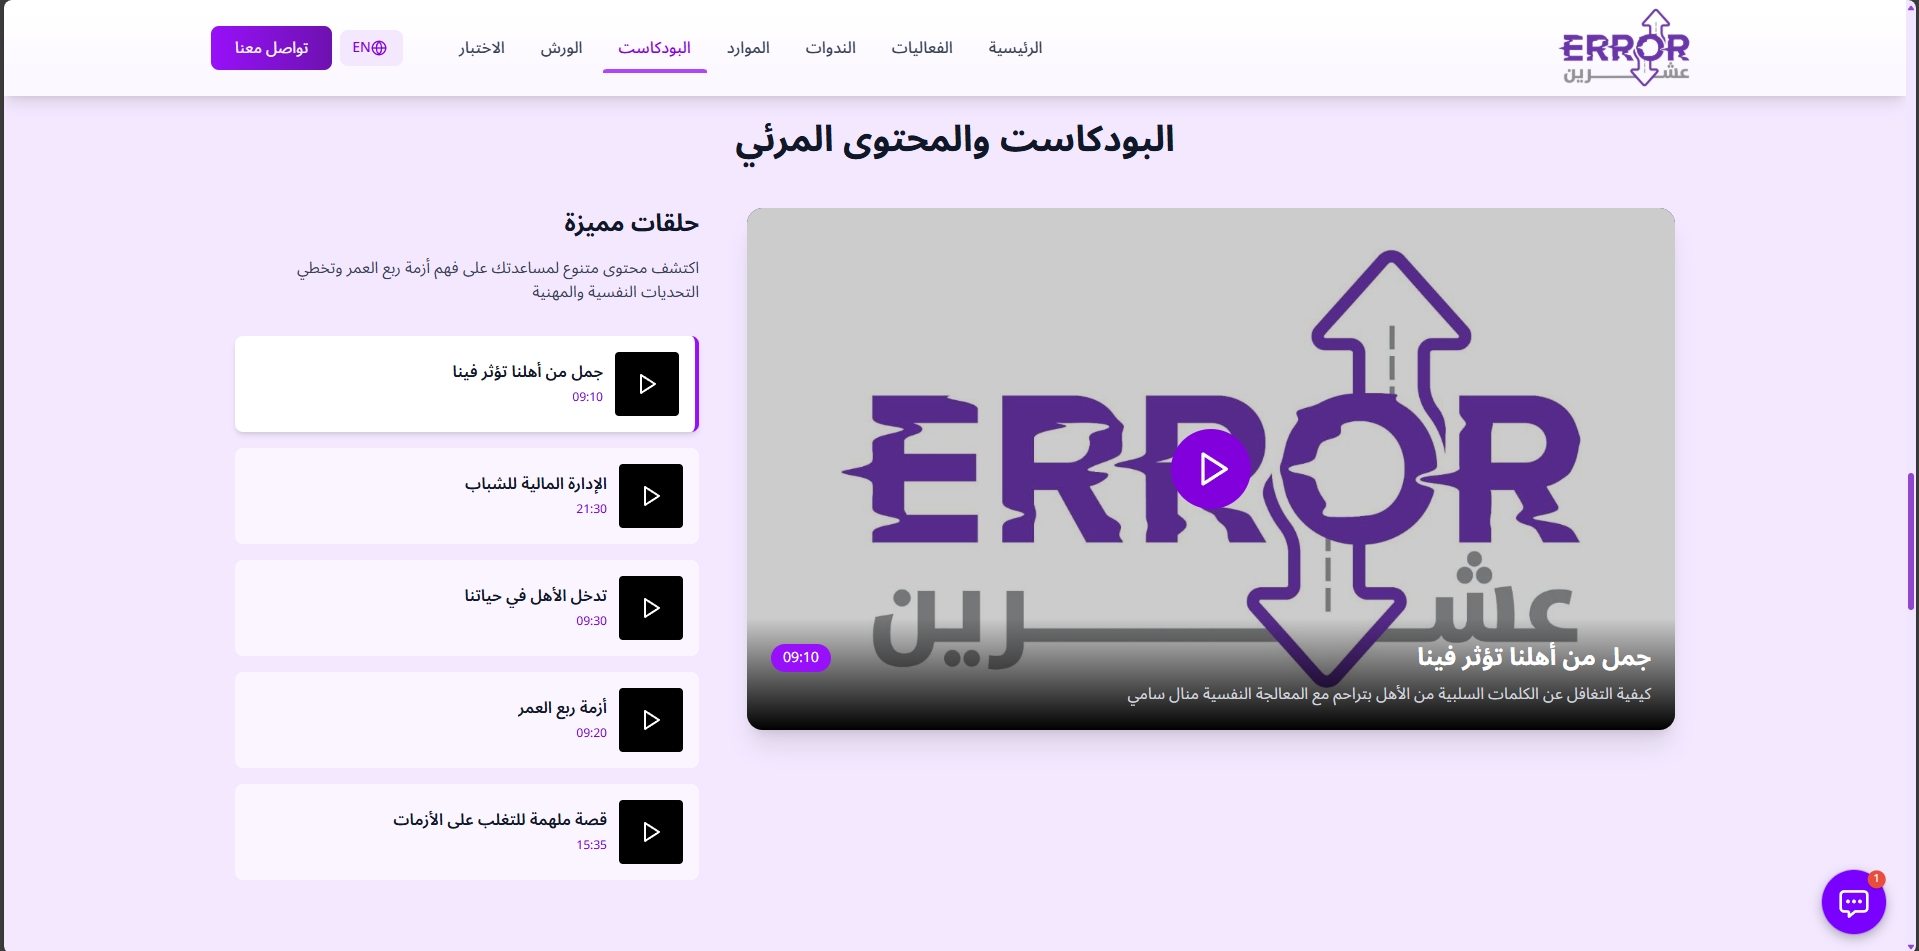 ERROR
عشرين
الرئيسية
الفعاليات
الندوات
الموارد
البودكاست
الورش
الاختبار
EN
تواصل معنا
البودكاست والمحتوى المرئي
ERROR
عشرين
جمل من أهلنا تؤثر فينا
09:10
كيفية التغافل عن الكلمات السلبية من الأهل بتراحم مع المعالجة النفسية منال سامي
حلقات مميزة
اكتشف محتوى متنوع لمساعدتك على فهم أزمة ربع العمر وتخطي
التحديات النفسية والمهنية
جمل من أهلنا تؤثر فينا
09:10
الإدارة المالية للشباب
21:30
تدخل الأهل في حياتنا
09:30
أزمة ربع العمر
09:20
قصة ملهمة للتغلب على الأزمات
15:35
1